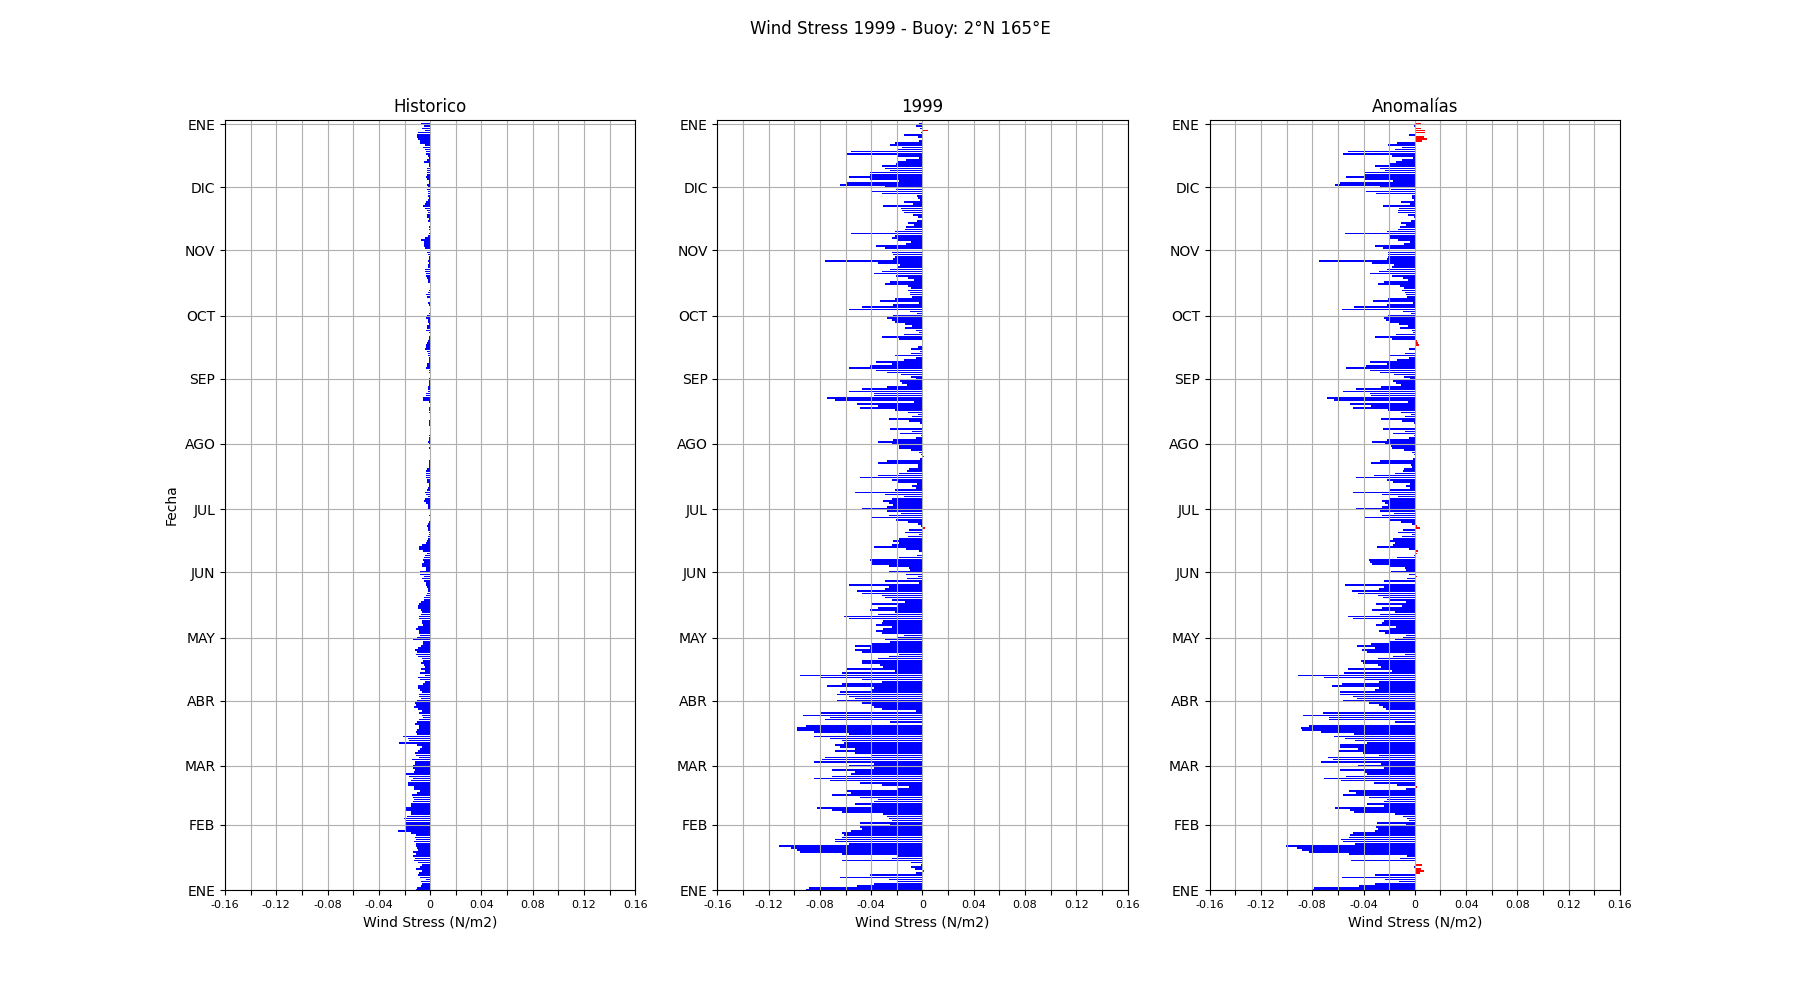 Wind Stress 1999 - Buoy: 2°N 165°E
Historico
ENE
DIC
NOV
OCT
SEP
AGO
JUL
JUN
MAY
ABR
MAR
FEB
ENE
Fecha
-0.16 -0.12 -0.08 -0.04 0 0.04 0.08 0.12 0.16
Wind Stress (N/m2)
1999
ENE
DIC
NOV
OCT
SEP
AGO
JUL
JUN
MAY
ABR
MAR
FEB
ENE
-0.16 -0.12 -0.08 -0.04 0 0.04 0.08 0.12 0.16
Wind Stress (N/m2)
Anomalías
ENE
DIC
NOV
OCT
SEP
AGO
JUL
JUN
MAY
ABR
MAR
FEB
ENE
-0.16 -0.12 -0.08 -0.04 0 0.04 0.08 0.12 0.16
Wind Stress (N/m2)